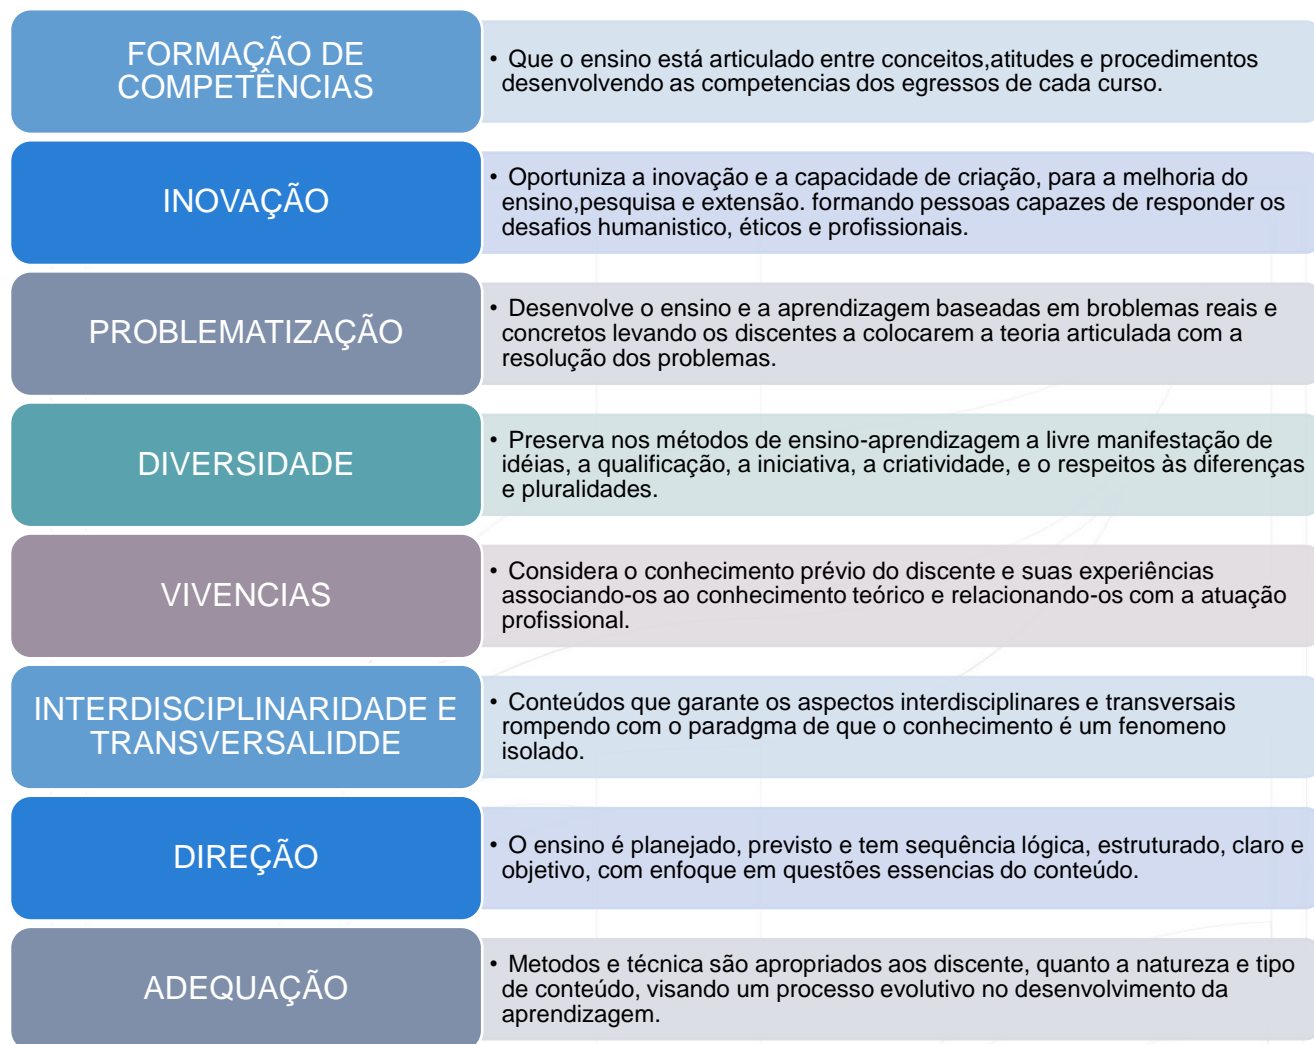 FORMAÇÃO DE
COMPETÊNCIAS
• Que o ensino está articulado entre conceitos,atitudes e procedimentos
desenvolvendo as competencias dos egressos de cada curso.
INOVAÇÃO
• Oportuniza a inovação e a capacidade de criação, para a melhoria do
ensino,pesquisa e extensão. formando pessoas capazes de responder os
desafios humanistico, éticos e profissionais.
PROBLEMATIZAÇÃO
• Desenvolve o ensino e a aprendizagem baseadas em broblemas reais e
concretos levando os discentes a colocarem a teoria articulada com a
resolução dos problemas.
DIVERSIDADE
• Preserva nos métodos de ensino-aprendizagem a livre manifestação de
idéias, a qualificação, a iniciativa, a criatividade, e o respeitos às diferenças
e pluralidades.
VIVENCIAS
• Considera o conhecimento prévio do discente e suas experiências
associando-os ao conhecimento teórico e relacionando-os com a atuação
profissional.
INTERDISCIPLINARIDADE E
TRANSVERSALIDDE
• Conteúdos que garante os aspectos interdisciplinares e transversais
rompendo com o paradgma de que o conhecimento é um fenomeno
isolado.
DIREÇÃO
• O ensino é planejado, previsto e tem sequência lógica, estruturado, claro e
objetivo, com enfoque em questões essencias do conteúdo.
ADEQUAÇÃO
• Metodos e técnica são apropriados aos discente, quanto a natureza e tipo
de conteúdo, visando um processo evolutivo no desenvolvimento da
aprendizagem.